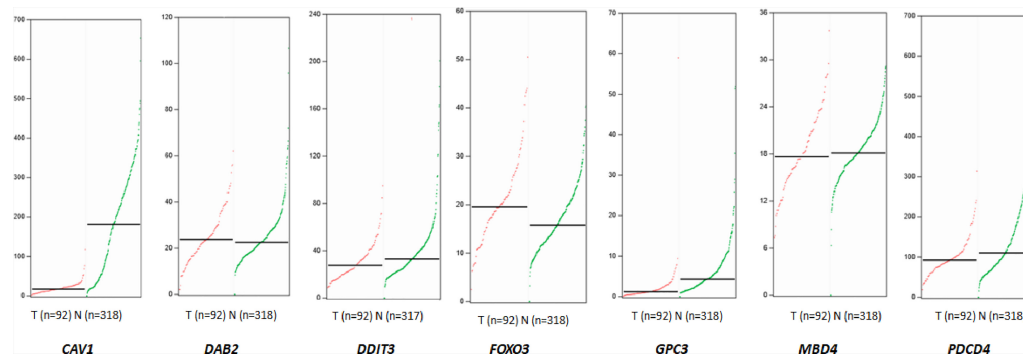 700 600 500 400 300 200 100 0
120 100 80 60 40 20 0
240 200 160 120 80 40 0
60 50 40 30 20 10 0
70 60 50 40 30 20 10 0
36 30 24 18 12 6 0
700 600 500 400 300 200 100 0
T (n=92) N (n=318) T (n=92) N (n=318) T (n=92) N (n=317) T (n=92) N (n=318) T (n=92) N (n=318) T (n=92) N (n=318) T (n=92) N (n=318
CAV1 DAB2 DDIT3 FOXO3 GPC3 MBD4 PDCD4